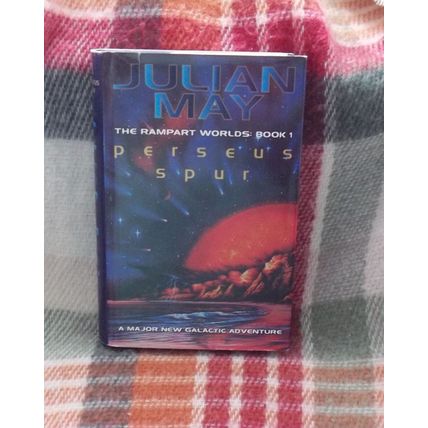 JULIAN
MAY
THE RAMPART WORLDS: BOOK 1
perseus
spur
A MAJOR NEW GALACTIC ADVENTURE